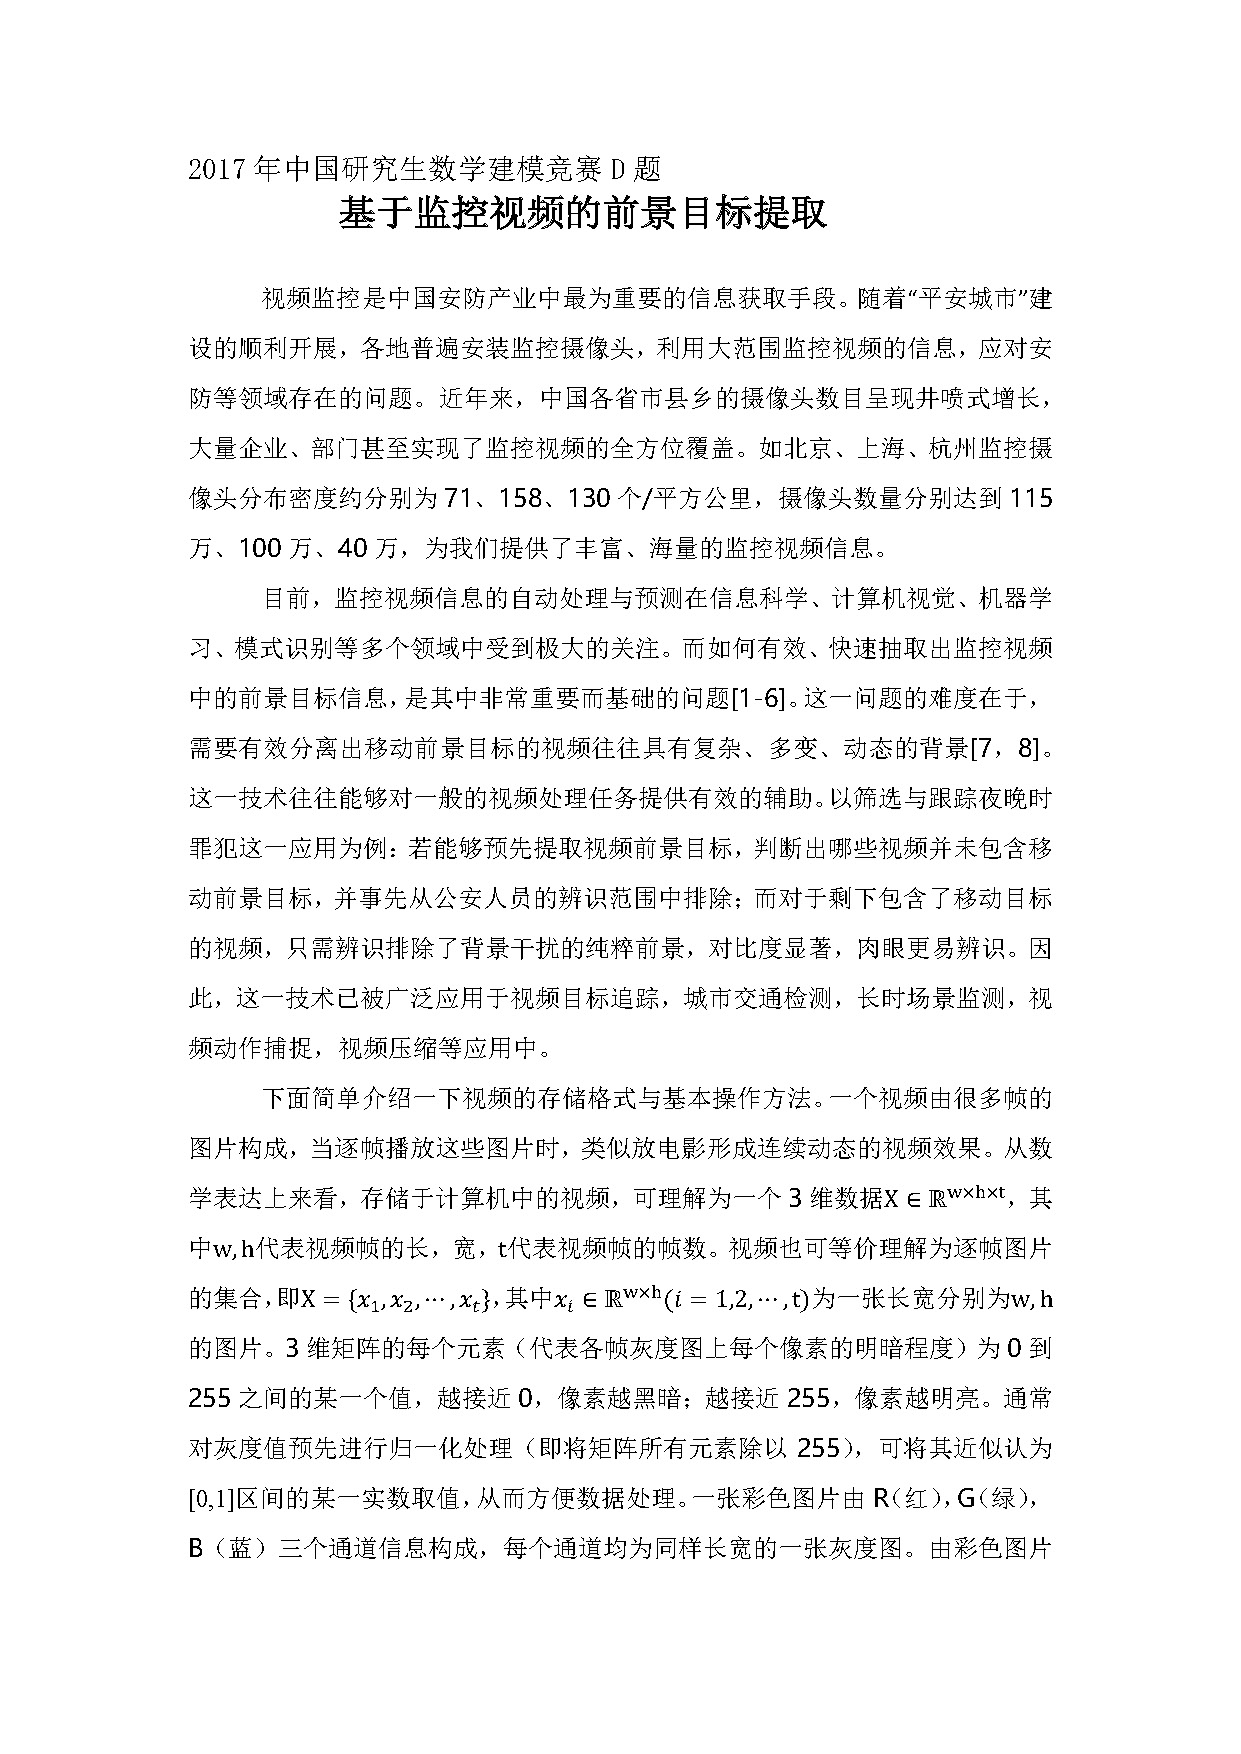 2017 年中国研究生数学建模竞赛 D 题
基于监控视频的前景目标提取
视频监控是中国安防产业中最为重要的信息获取手段。随着“平安城市”建
设的顺利开展，各地普遍安装监控摄像头，利用大范围监控视频的信息，应对安
防等领域存在的问题。近年来，中国各省市县乡的摄像头数目呈现井喷式增长，
大量企业、部门甚至实现了监控视频的全方位覆盖。如北京、上海、杭州监控摄
像头分布密度约分别为 71、158、130 个/平方公里，摄像头数量分别达到 115
万、100 万、40 万，为我们提供了丰富、海量的监控视频信息。
目前，监控视频信息的自动处理与预测在信息科学、计算机视觉、机器学
习、模式识别等多个领域中受到极大的关注。而如何有效、快速抽取出监控视频
中的前景目标信息，是其中非常重要而基础的问题[1-6]。这一问题的难度在于，
需要有效分离出移动前景目标的视频往往具有复杂、多变、动态的背景[7，8]。
这一技术往往能够对一般的视频处理任务提供有效的辅助。以筛选与跟踪夜晚时
罪犯这一应用为例：若能够预先提取视频前景目标，判断出哪些视频并未包含移
动前景目标，并事先从公安人员的辨识范围中排除；而对于剩下包含了移动目标
的视频，只需辨识排除了背景干扰的纯粹前景，对比度显著，肉眼更易辨识。因
此，这一技术已被广泛应用于视频目标追踪，城市交通检测，长时场景监测，视
频动作捕捉，视频压缩等应用中。
下面简单介绍一下视频的存储格式与基本操作方法。一个视频由很多帧的
图片构成，当逐帧播放这些图片时，类似放电影形成连续动态的视频效果。从数
学表达上来看，存储于计算机中的视频，可理解为一个 3 维数据X ∈ ℝ^{w×h×t}，其
中w, h代表视频帧的长，宽，t代表视频帧的帧数。视频也可等价理解为逐帧图片
的集合，即X = {x_1, x_2, ⋯, x_t}，其中x_i ∈ ℝ^{w×h}(i = 1,2, ⋯, t)为一张长宽分别为w, h
的图片。3 维矩阵的每个元素（代表各帧灰度图上每个像素的明暗程度）为 0 到
255 之间的某一个值，越接近 0，像素越黑暗；越接近 255，像素越明亮。通常
对灰度值预先进行归一化处理（即将矩阵所有元素除以 255），可将其近似认为
[0,1]区间的某一实数取值，从而方便数据处理。一张彩色图片由 R（红），G（绿），
B（蓝）三个通道信息构成，每个通道均为同样长宽的一张灰度图。由彩色图片